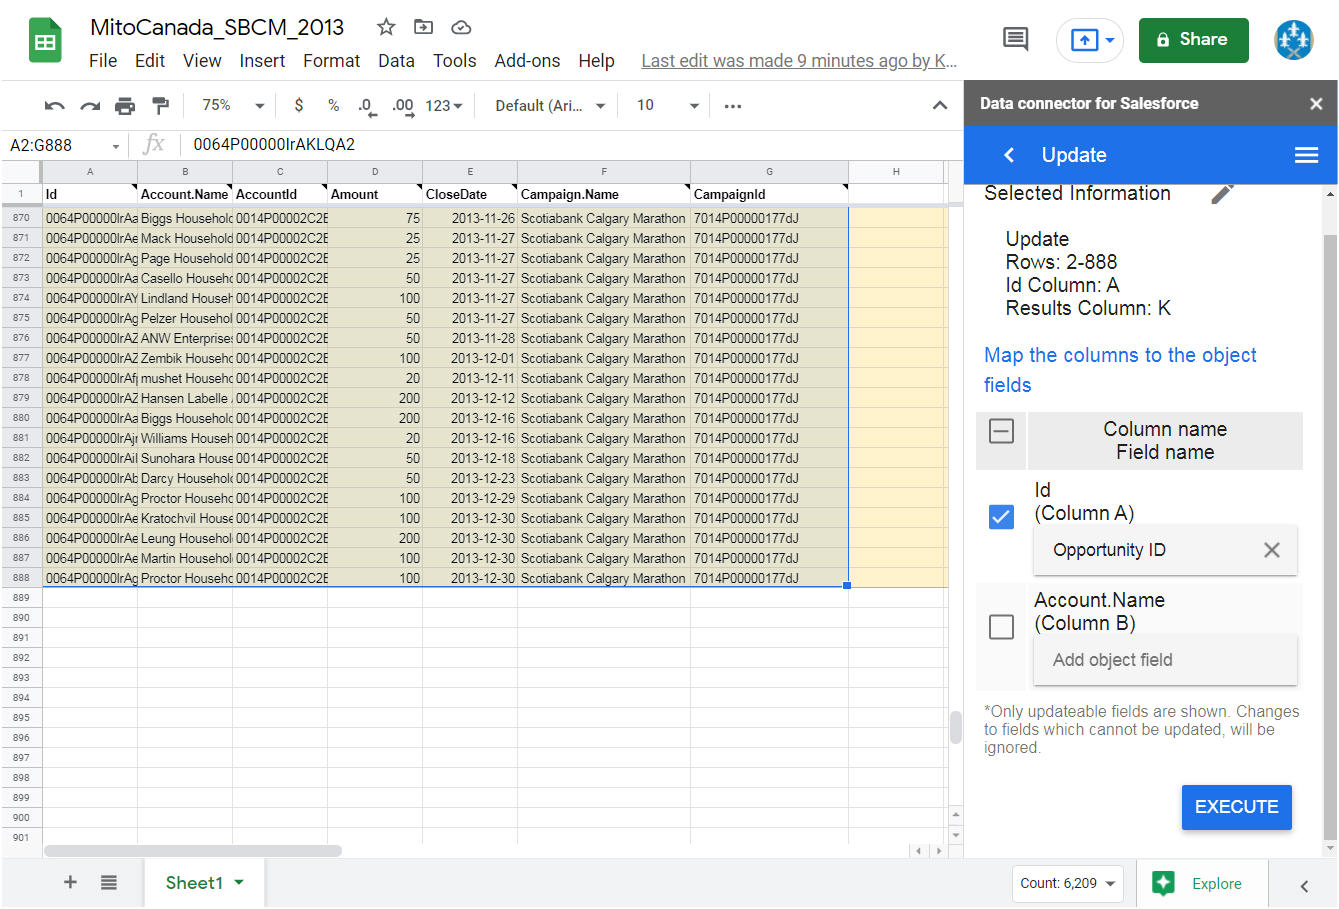 MitoCanada_SBCM_2013
File Edit View Insert Format Data Tools Add-ons Help Last edit was made 9 minutes ago by K...
Share
75% $ % .0 .00 123 Default (Ari... 10
A2:G888 fx 0064P00000IrAKLQA2
A B C D E F G H
1 Id Account.Name AccountId Amount CloseDate Campaign.Name CampaignId
870 0064P00000IrAa Biggs Househol 0014P00002C2E 75 2013-11-26 Scotiabank Calgary Marathon 7014P00000177dJ
871 0064P00000IrAe Mack Household 0014P00002C2E 25 2013-11-27 Scotiabank Calgary Marathon 7014P00000177dJ
872 0064P00000IrAg Page Household 0014P00002C2E 25 2013-11-27 Scotiabank Calgary Marathon 7014P00000177dJ
873 0064P00000IrAa Casello Househo 0014P00002C2E 50 2013-11-27 Scotiabank Calgary Marathon 7014P00000177dJ
874 0064P00000IrAY Lindland Househ 0014P00002C2E 100 2013-11-27 Scotiabank Calgary Marathon 7014P00000177dJ
875 0064P00000IrAg Pelzer Househol 0014P00002C2E 50 2013-11-27 Scotiabank Calgary Marathon 7014P00000177dJ
876 0064P00000IrAZ ANW Enterprise 0014P00002C2E 50 2013-11-28 Scotiabank Calgary Marathon 7014P00000177dJ
877 0064P00000IrAZ Zembik Househo 0014P00002C2E 100 2013-12-01 Scotiabank Calgary Marathon 7014P00000177dJ
878 0064P00000IrAf mushet Househo 0014P00002C2E 20 2013-12-11 Scotiabank Calgary Marathon 7014P00000177dJ
879 0064P00000IrAZ Hansen Labelle 0014P00002C2E 200 2013-12-12 Scotiabank Calgary Marathon 7014P00000177dJ
880 0064P00000IrAa Biggs Househol 0014P00002C2E 200 2013-12-16 Scotiabank Calgary Marathon 7014P00000177dJ
881 0064P00000IrAj Williams Househ 0014P00002C2E 20 2013-12-16 Scotiabank Calgary Marathon 7014P00000177dJ
882 0064P00000IrAi Sunohara House 0014P00002C2E 50 2013-12-18 Scotiabank Calgary Marathon 7014P00000177dJ
883 0064P00000IrAb Darcy Househol 0014P00002C2E 50 2013-12-23 Scotiabank Calgary Marathon 7014P00000177dJ
884 0064P00000IrAg Proctor Househo 0014P00002C2E 100 2013-12-29 Scotiabank Calgary Marathon 7014P00000177dJ
885 0064P00000IrAe Kratochvil House 0014P00002C2E 100 2013-12-30 Scotiabank Calgary Marathon 7014P00000177dJ
886 0064P00000IrAe Leung Househol 0014P00002C2E 200 2013-12-30 Scotiabank Calgary Marathon 7014P00000177dJ
887 0064P00000IrAe Martin Househol 0014P00002C2E 100 2013-12-30 Scotiabank Calgary Marathon 7014P00000177dJ
888 0064P00000IrAg Proctor Househo 0014P00002C2E 100 2013-12-30 Scotiabank Calgary Marathon 7014P00000177dJ
889
890
891
892
893
894
895
896
897
898
899
900
901
Sheet1
Count: 6,209
Explore
Data connector for Salesforce
Update
Selected Information
Update
Rows: 2-888
Id Column: A
Results Column: K
Map the columns to the object
fields
Column name
Field name
Id
(Column A)
Opportunity ID
Account.Name
(Column B)
Add object field
*Only updateable fields are shown. Changes
to fields which cannot be updated, will be
ignored.
EXECUTE